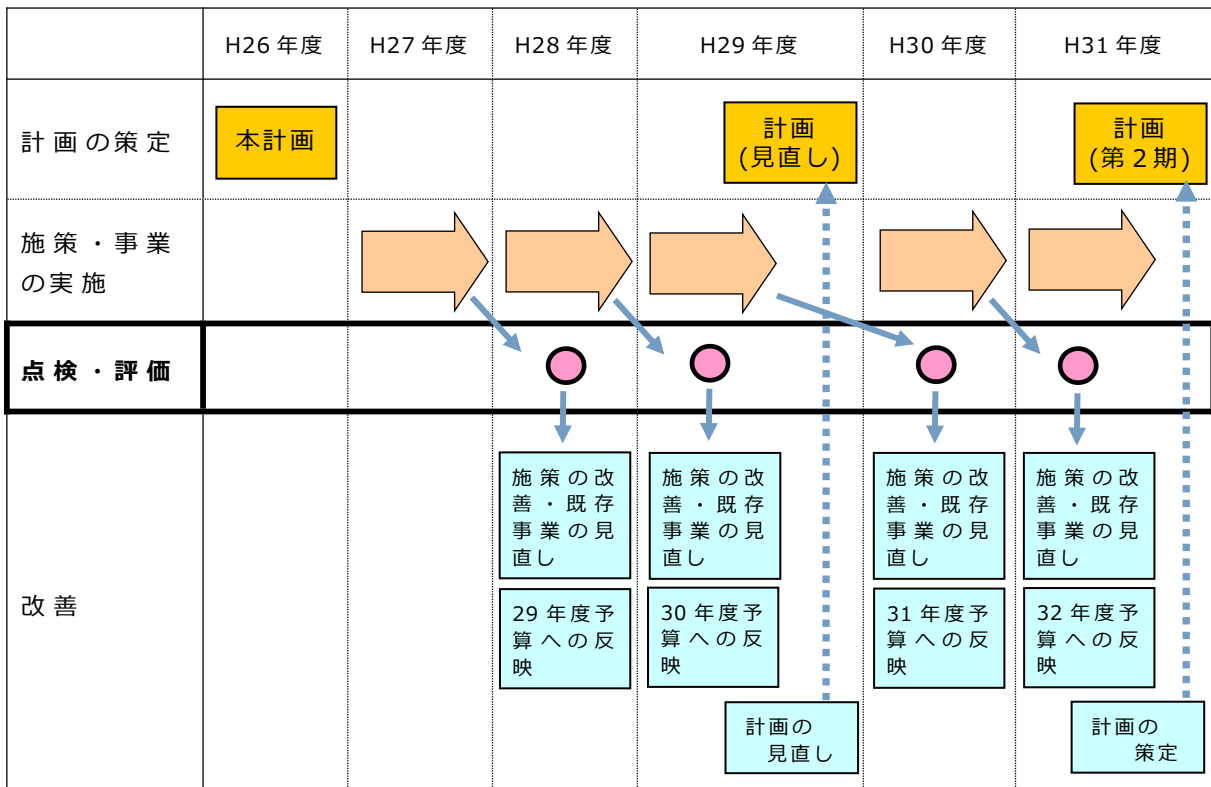 H26年度 H27年度 H28年度 H29年度 H30年度 H31年度
計画の策定
本計画
計画
(見直し)
計画
(第２期)
施策・事業
の実施
点検・評価
改善
施策の改
善・既存
事業の見
直し
施策の改
善・既存
事業の見
直し
施策の改
善・既存
事業の見
直し
施策の改
善・既存
事業の見
直し
29年度予
算への反
映
30年度予
算への反
映
31年度予
算への反
映
32年度予
算への反
映
計画の
見直し
計画の
策定